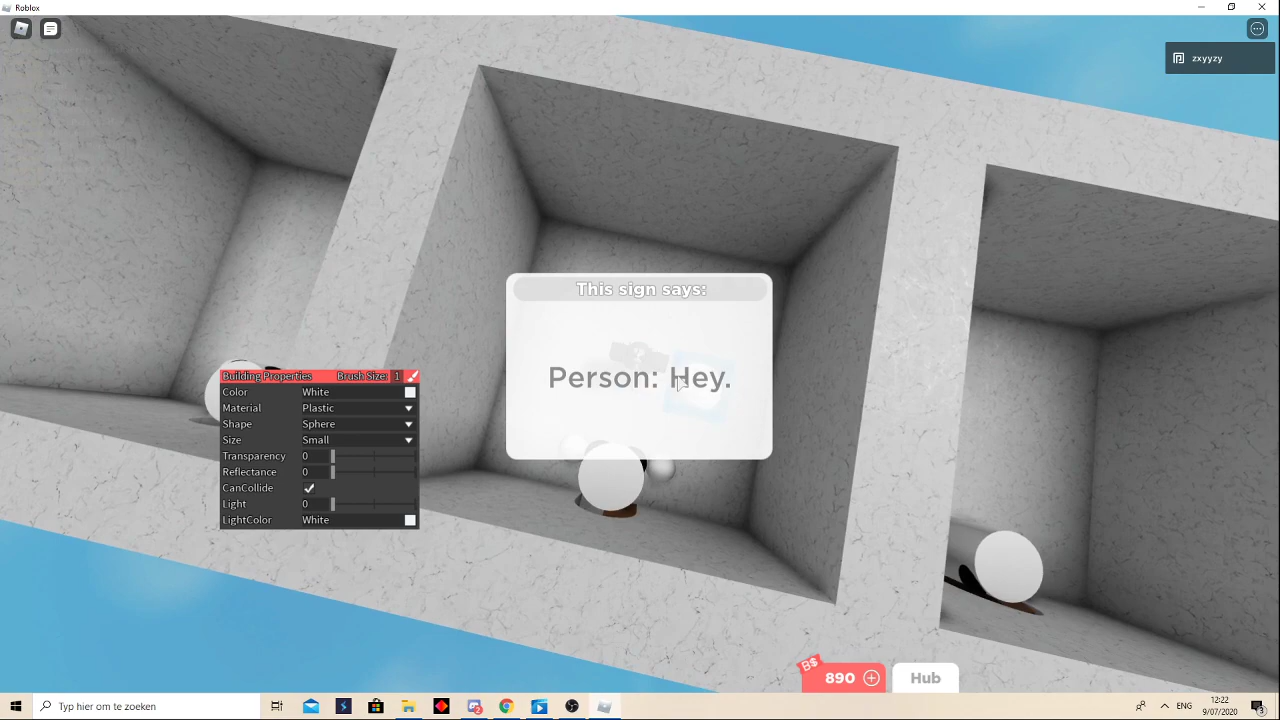 Roblox
zxyyzy
This sign says:
Person: Hey.
Building Properties Brush Size: 1
Color White
Material Plastic
Shape Sphere
Size Small
Transparency 0
Reflectance 0
CanCollide
Light 0
LightColor White
B$ 890
Hub
Typ hier om te zoeken
2
ENG
12:22
9/07/2020
3